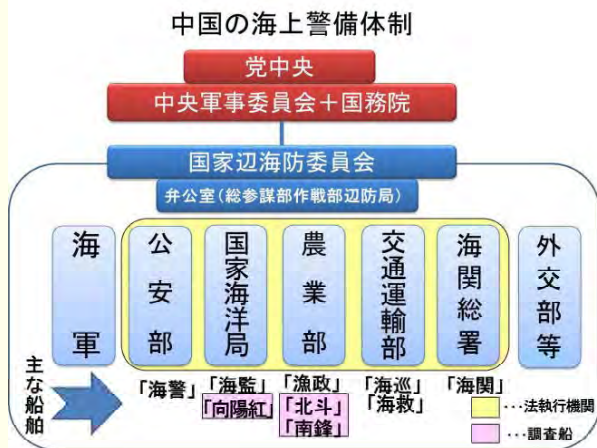 中国の海上警備体制
党中央
中央軍事委員会+国務院
国家辺海防委員会
弁公室(総参謀部作戦部辺防局)
海軍
公安部
国家海洋局
農業部
交通運輸部
海関総署
外交部等
主な船舶
「海警」
「海監」
「向陽紅」
「漁政」
「北斗」
「南鋒」
「海巡」
「海救」
「海関」
・・・法執行機関
・・・調査船